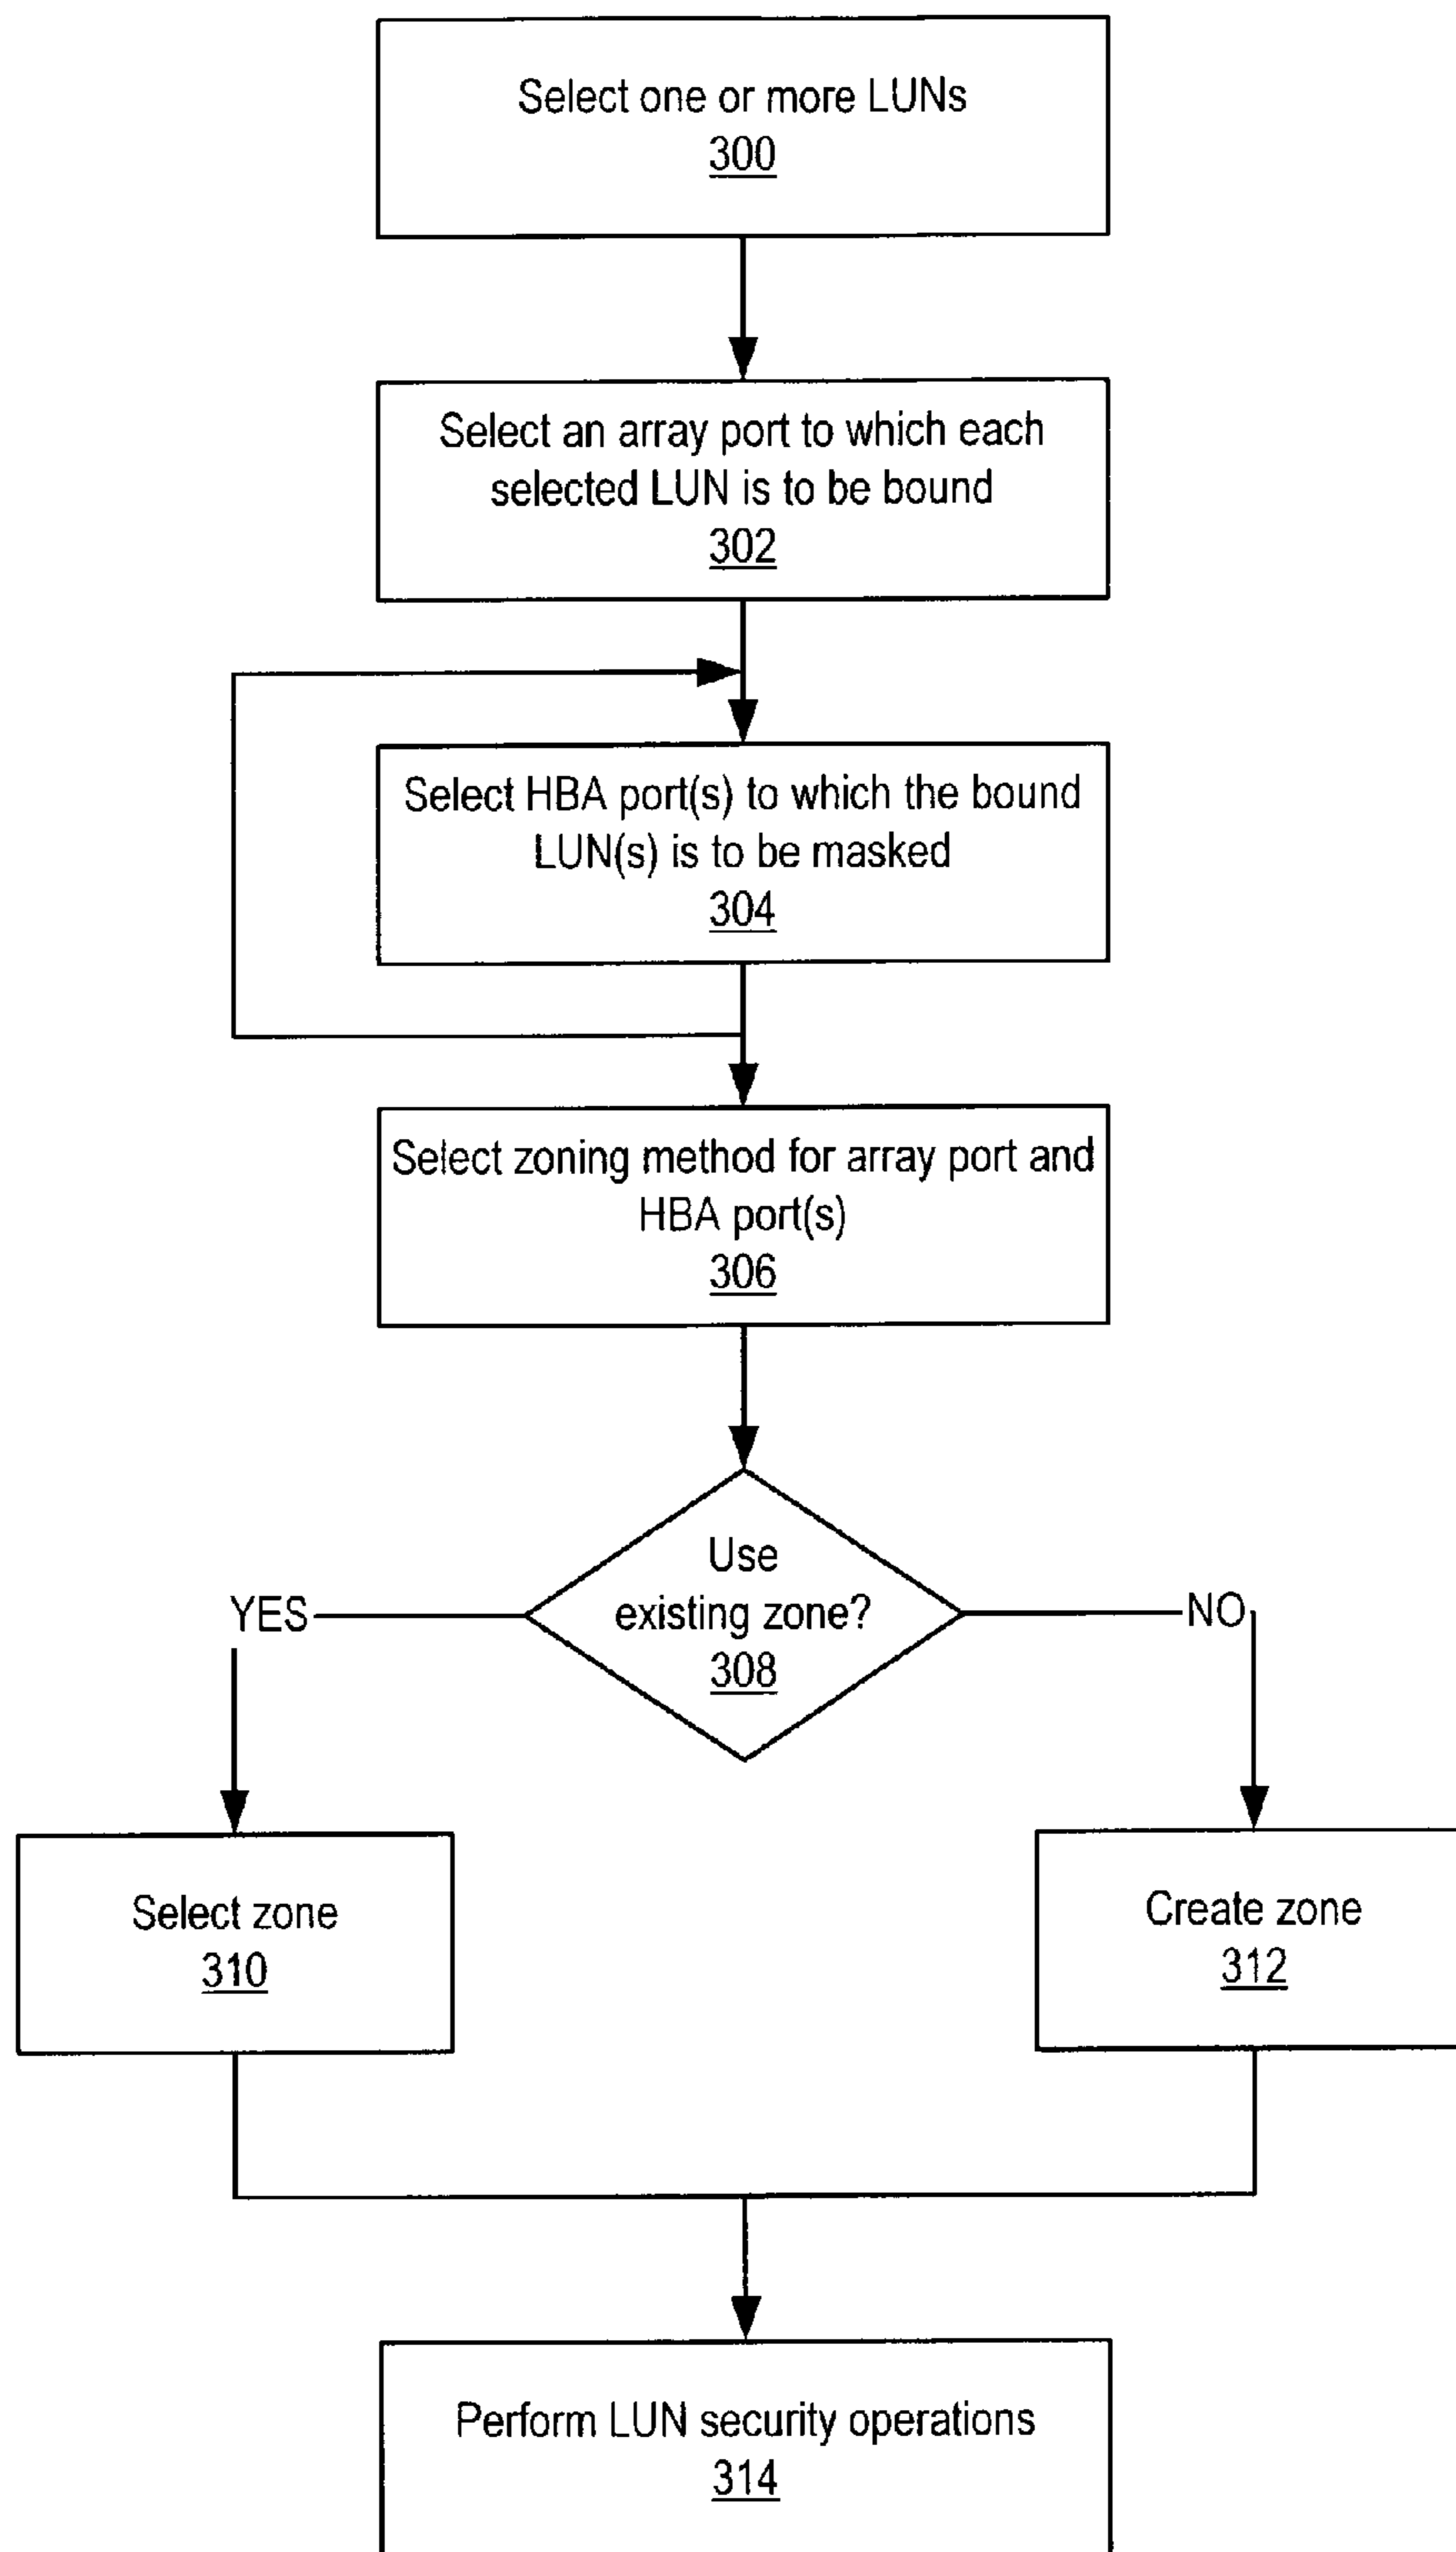 Select one or more LUNs
300
Select an array port to which each
selected LUN is to be bound
302
Select HBA port(s) to which the bound
LUN(s) is to be masked
304
Select zoning method for array port and
HBA port(s)
306
Use
existing zone?
308
YES
NO
Select zone
310
Create zone
312
Perform LUN security operations
314